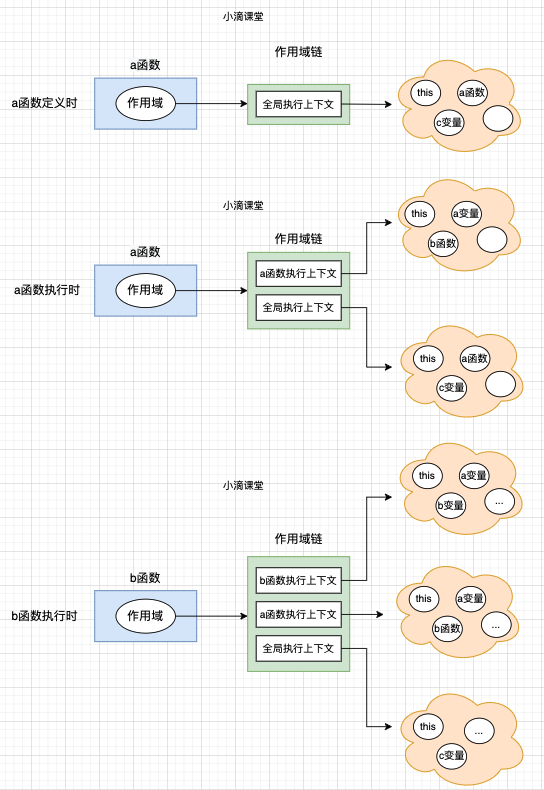 小滴课堂
作用域链
a函数
a函数定义时
作用域
全局执行上下文
this
a函数
c变量
小滴课堂
作用域链
a函数
a函数执行时
作用域
a函数执行上下文
全局执行上下文
this
a变量
b函数
this
a函数
c变量
小滴课堂
作用域链
b函数
b函数执行时
作用域
b函数执行上下文
a函数执行上下文
全局执行上下文
this
a变量
b变量
...
this
a变量
b函数
...
this
...
c变量